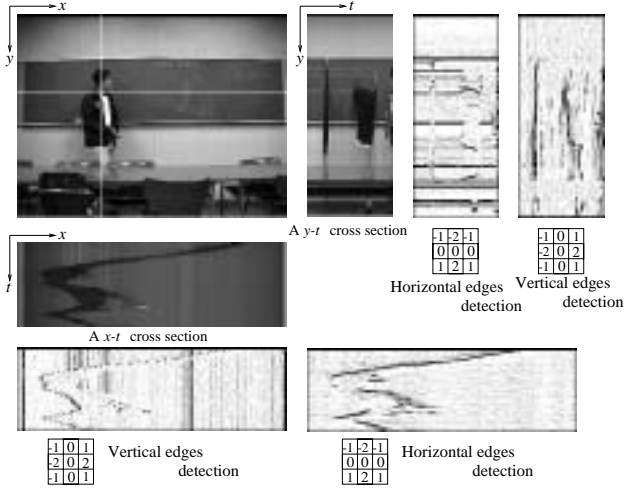 x
t
y
y
A y-t cross section
-1 -2 -1
0 0 0
1 2 1
-1 0 1
-2 0 2
-1 0 1
Horizontal edges
detection
Vertical edges
detection
x
t
A x-t cross section
-1 0 1
-2 0 2
-1 0 1
Vertical edges
detection
-1 -2 -1
0 0 0
1 2 1
Horizontal edges
detection